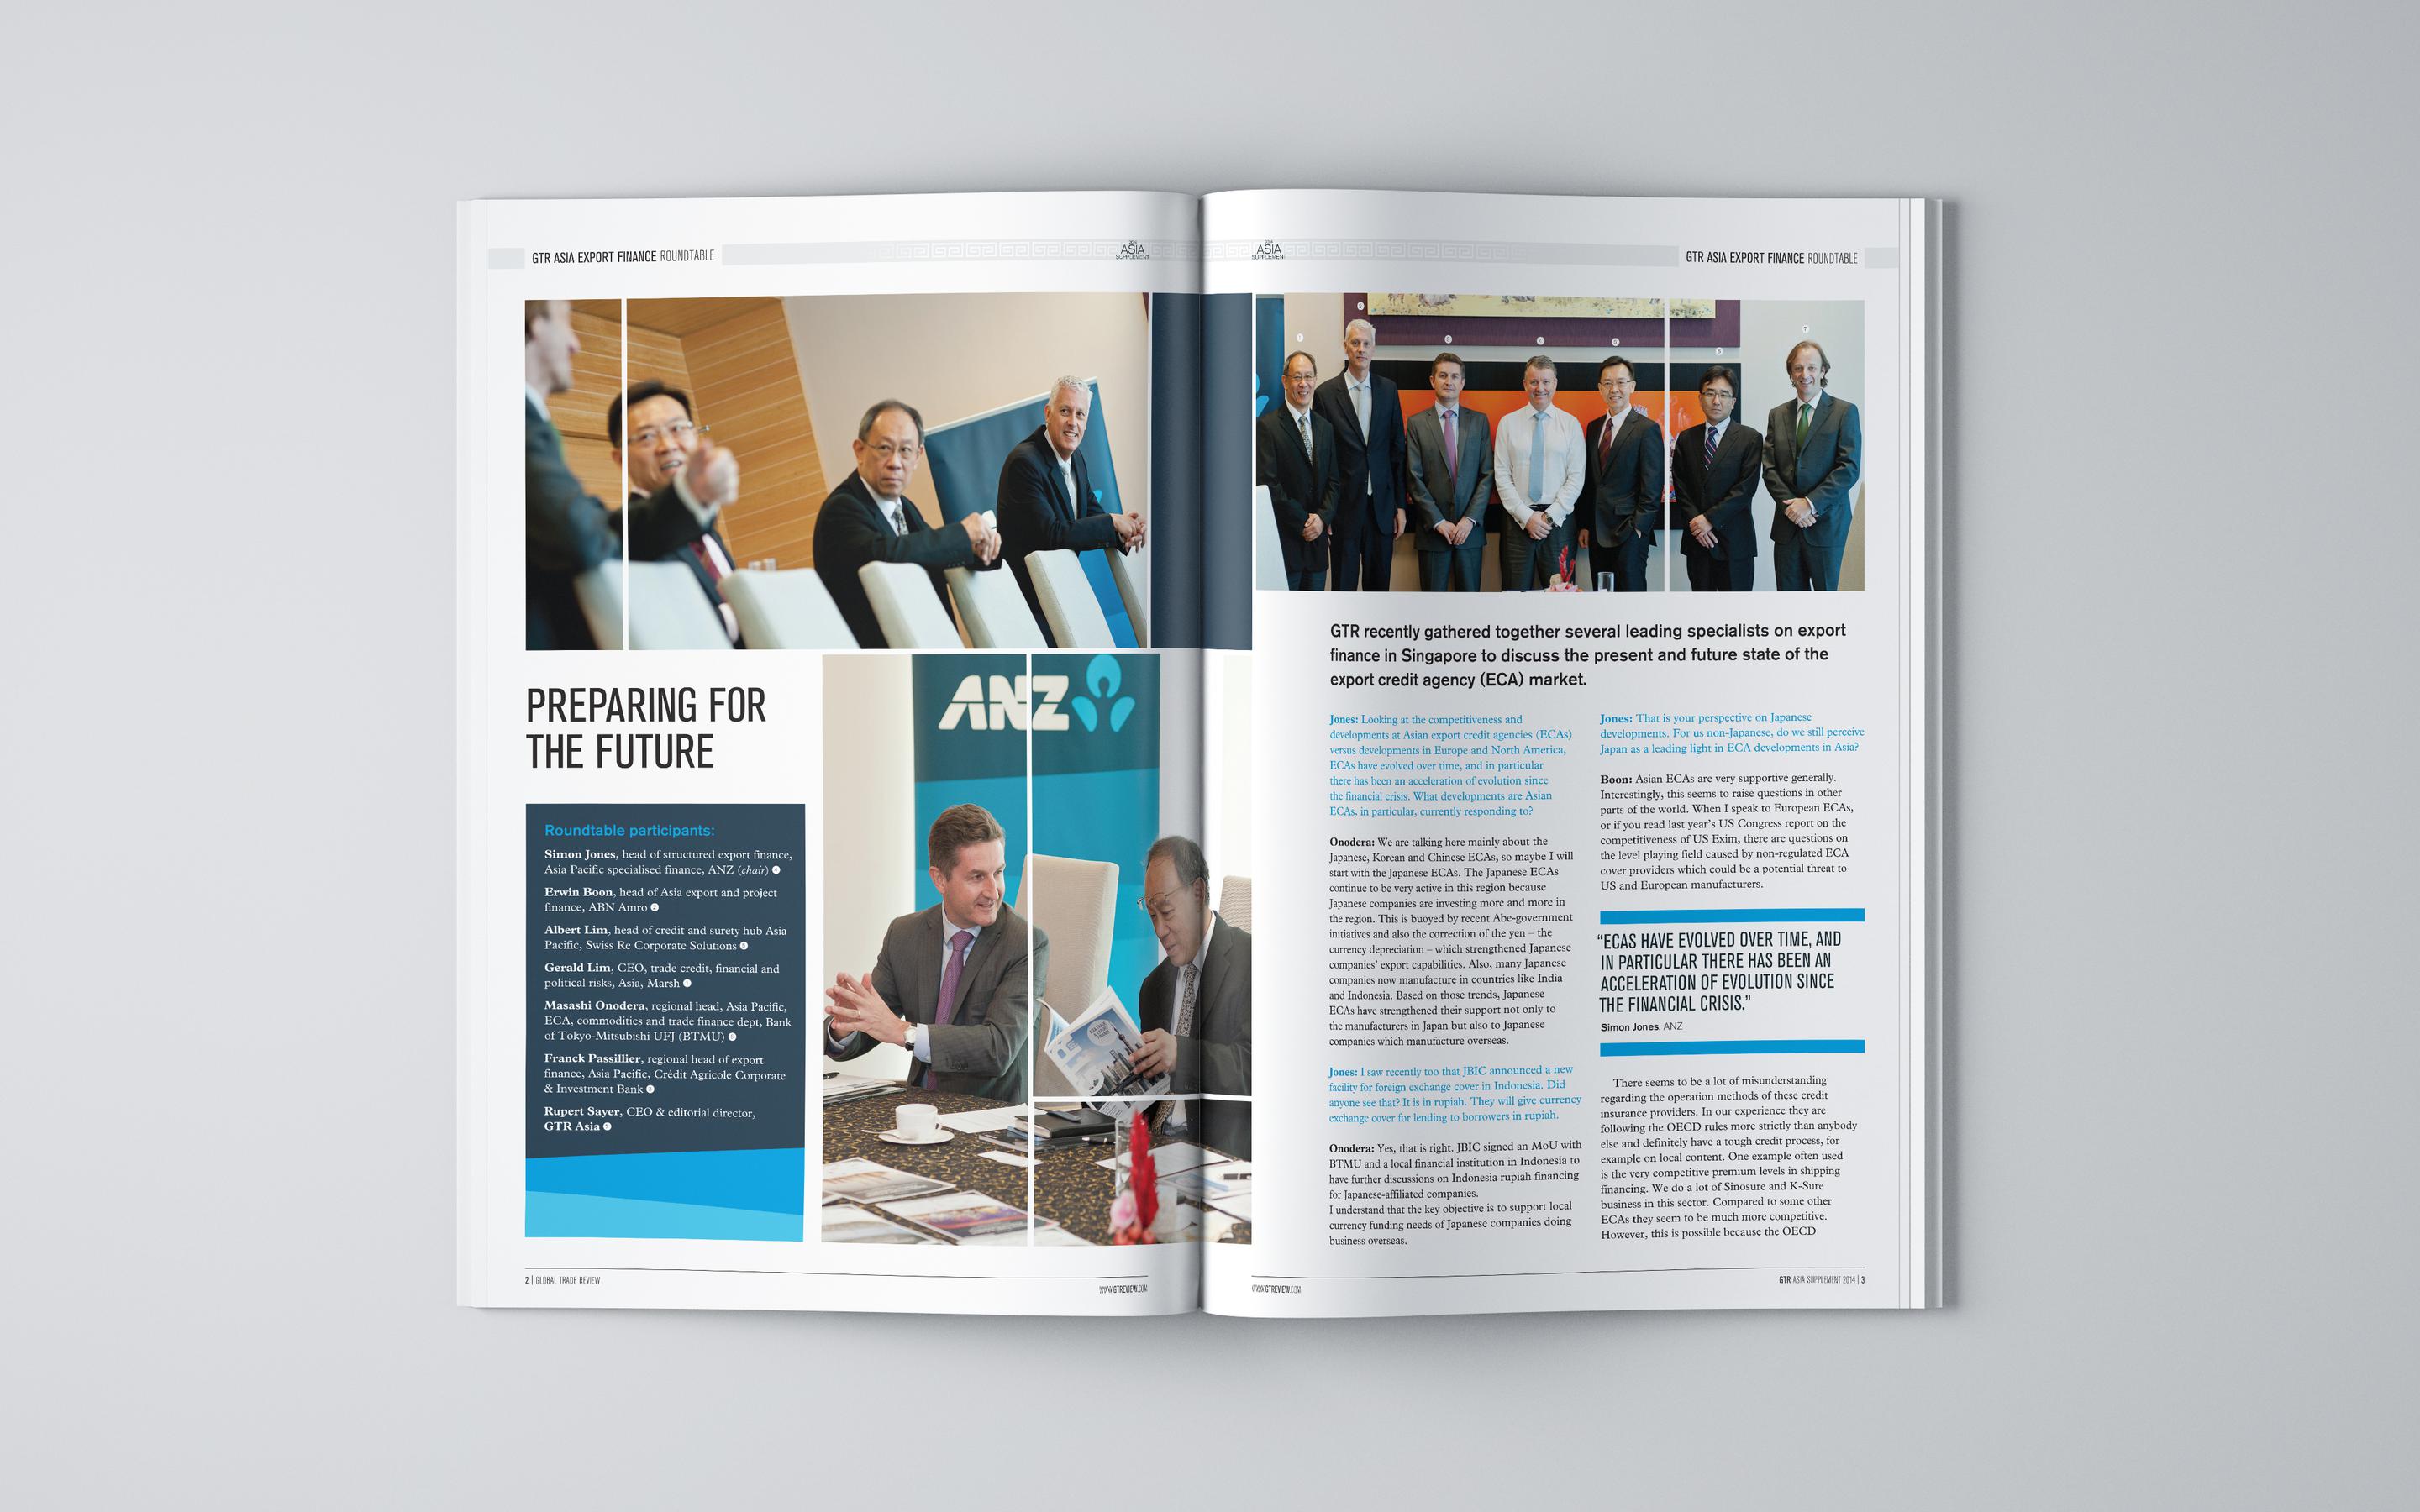 GTR ASIA EXPORT FINANCE ROUNDTABLE
ASIA
SUPPLEMENT
ANZ
PREPARING FOR
THE FUTURE
Roundtable participants:
Simon Jones, head of structured export finance,
Asia Pacific specialised finance, ANZ (chair)
Erwin Boon, head of Asia export and project
finance, ABN Amro 2
Albert Lim, head of credit and surety hub Asia
Pacific, Swiss Re Corporate Solutions
Gerald Lim, CEO, trade credit, financial and
political risks, Asia, Marsh
Masashi Onodera, regional head, Asia Pacific,
ECA, commodities and trade finance dept, Bank
of Tokyo-Mitsubishi UFJ (BTMU)
Franck Passillier, regional head of export
finance, Asia Pacific, Crédit Agricole Corporate
& Investment Bank
Rupert Sayer, CEO & editorial director,
GTR Asia
2 | GLOBAL TRADE REVIEW
WWW.GTREVIEW.COM
ASIA
SUPPLEMENT
GTR ASIA EXPORT FINANCE ROUNDTABLE
GTR recently gathered together several leading specialists on export
finance in Singapore to discuss the present and future state of the
export credit agency (ECA) market.
Jones: Looking at the competitiveness and
developments at Asian export credit agencies (ECAs)
versus developments in Europe and North America,
ECAs have evolved over time, and in particular
there has been an acceleration of evolution since
the financial crisis. What developments are Asian
ECAs, in particular, currently responding to?
Onodera: We are talking here mainly about the
Japanese, Korean and Chinese ECAs, so maybe I will
start with the Japanese ECAs. The Japanese ECAs
continue to be very active in this region because
Japanese companies are investing more and more in
the region. This is buoyed by recent Abe-government
initiatives and also the correction of the yen – the
currency depreciation – which strengthened Japanese
companies' export capabilities. Also, many Japanese
companies now manufacture in countries like India
and Indonesia. Based on those trends, Japanese
ECAs have strengthened their support not only to
the manufacturers in Japan but also to Japanese
companies which manufacture overseas.
Jones: I saw recently too that JBIC announced a new
facility for foreign exchange cover in Indonesia. Did
anyone see that? It is in rupiah. They will give currency
exchange cover for lending to borrowers in rupiah.
Onodera: Yes, that is right. JBIC signed an MoU with
BTMU and a local financial institution in Indonesia to
have further discussions on Indonesia rupiah financing
for Japanese-affiliated companies.
I understand that the key objective is to support local
currency funding needs of Japanese companies doing
business overseas.
Jones: That is your perspective on Japanese
developments. For us non-Japanese, do we still perceive
Japan as a leading light in ECA developments in Asia?
Boon: Asian ECAs are very supportive generally.
Interestingly, this seems to raise questions in other
parts of the world. When I speak to European ECAs,
or if you read last year's US Congress report on the
competitiveness of US Exim, there are questions on
the level playing field caused by non-regulated ECA
cover providers which could be a potential threat to
US and European manufacturers.
"ECAS HAVE EVOLVED OVER TIME, AND
IN PARTICULAR THERE HAS BEEN AN
ACCELERATION OF EVOLUTION SINCE
THE FINANCIAL CRISIS."
Simon Jones, ANZ
There seems to be a lot of misunderstanding
regarding the operation methods of these credit
insurance providers. In our experience they are
following the OECD rules more strictly than anybody
else and definitely have a tough credit process, for
example on local content. One example often used
is the very competitive premium levels in shipping
financing. We do a lot of Sinosure and K-Sure
business in this sector. Compared to some other
ECAs they seem to be much more competitive.
However, this is possible because the OECD
WWW.GTREVIEW.COM
GTR ASIA SUPPLEMENT 2014 | 3